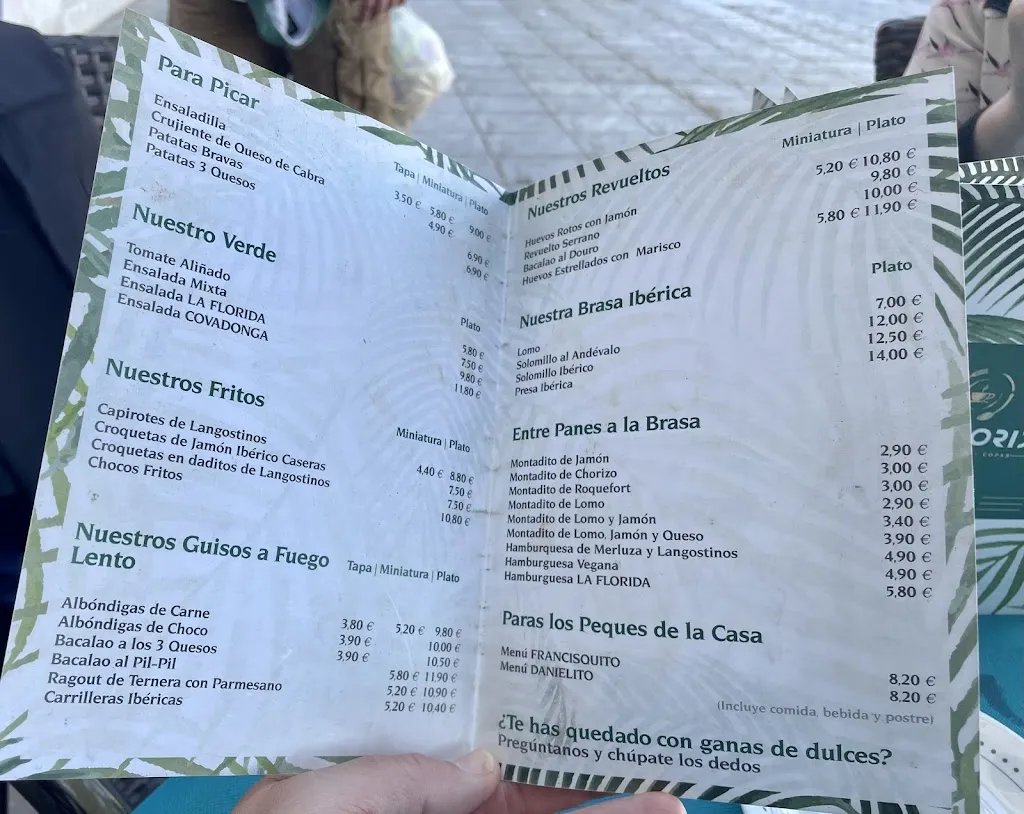 Para Picar
Tapa | Miniatura | Plato
Ensaladilla 3,50 € 5,80 € 9,00 €
Crujiente de Queso de Cabra 4,90 €
Patatas Bravas 6,90 €
Patatas 3 Quesos 6,90 €
Nuestro Verde
Plato
Tomate Aliñado 5,80 €
Ensalada Mixta 7,50 €
Ensalada LA FLORIDA 9,80 €
Ensalada COVADONGA 11,80 €
Nuestros Fritos
Miniatura | Plato
Capirotes de Langostinos 4,40 € 8,80 €
Croquetas de Jamón Ibérico Caseras 7,50 €
Croquetas en daditos de Langostinos 7,50 €
Chocos Fritos 10,80 €
Nuestros Guisos a Fuego
Lento
Tapa | Miniatura | Plato
Albóndigas de Carne 3,80 € 5,20 € 9,80 €
Albóndigas de Choco 3,90 € 10,00 €
Bacalao a los 3 Quesos 3,90 € 10,50 €
Bacalao al Pil-Pil 5,80 € 11,90 €
Ragout de Ternera con Parmesano 5,20 € 10,90 €
Carrilleras Ibéricas 5,20 € 10,40 €
Nuestros Revueltos
Miniatura | Plato
Huevos Rotos con Jamón 5,20 € 10,80 €
Revuelto Serrano 9,80 €
Bacalao al Douro 10,00 €
Huevos Estrellados con Marisco 5,80 € 11,90 €
Nuestra Brasa Ibérica
Plato
Lomo 7,00 €
Solomillo al Andévalo 12,00 €
Solomillo Ibérico 12,50 €
Presa Ibérica 14,00 €
Entre Panes a la Brasa
Montadito de Jamón 2,90 €
Montadito de Chorizo 3,00 €
Montadito de Roquefort 3,00 €
Montadito de Lomo 2,90 €
Montadito de Lomo y Jamón 3,40 €
Montadito de Lomo, Jamón y Queso 3,90 €
Hamburguesa de Merluza y Langostinos 4,90 €
Hamburguesa Vegana 4,90 €
Hamburguesa LA FLORIDA 5,80 €
Paras los Peques de la Casa
Menú FRANCISQUITO 8,20 €
Menú DANIELITO 8,20 €
(Incluye comida, bebida y postre)
¿Te has quedado con ganas de dulces?
Pregúntanos y chúpate los dedos